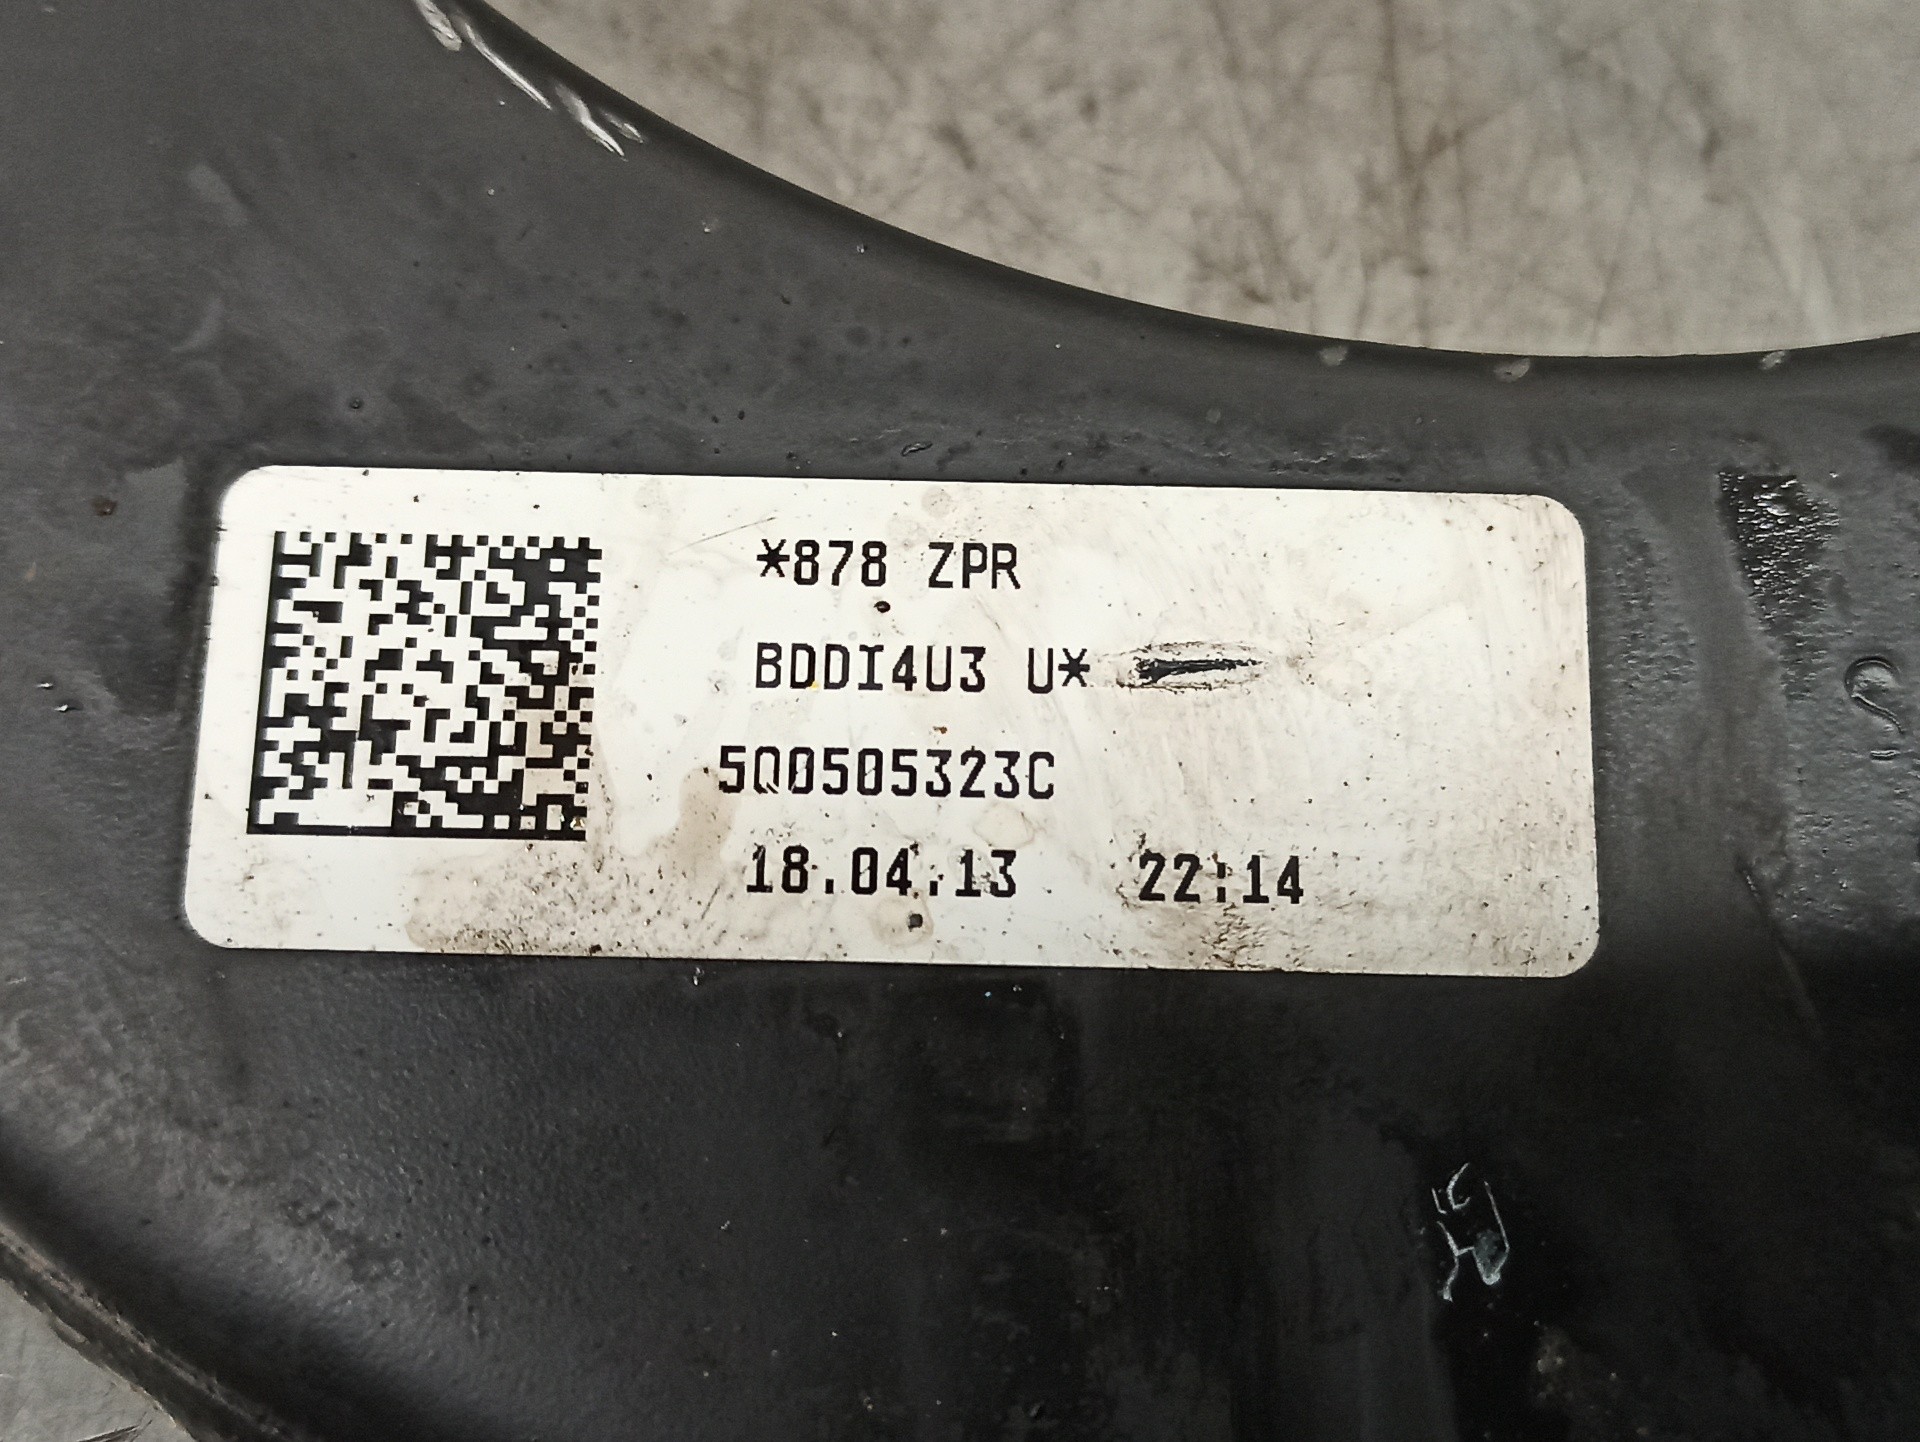 *878 ZPR
BDDI4U3 U*
5Q0505323C
18.04.13 22:14